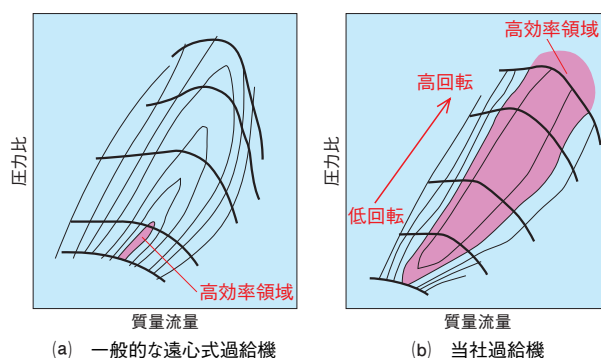 圧力比
高効率領域
質量流量
(a) 一般的な遠心式過給機
高効率領域
高回転
低回転
圧力比
質量流量
(b) 当社過給機